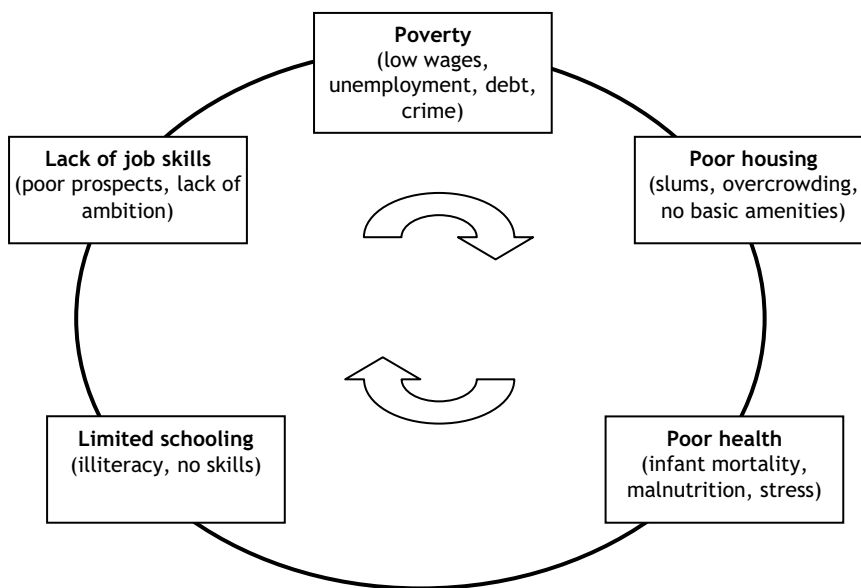 Poverty
(low wages,
unemployment, debt,
crime)
Lack of job skills
(poor prospects, lack of
ambition)
Poor housing
(slums, overcrowding,
no basic amenities)
Limited schooling
(illiteracy, no skills)
Poor health
(infant mortality,
malnutrition, stress)